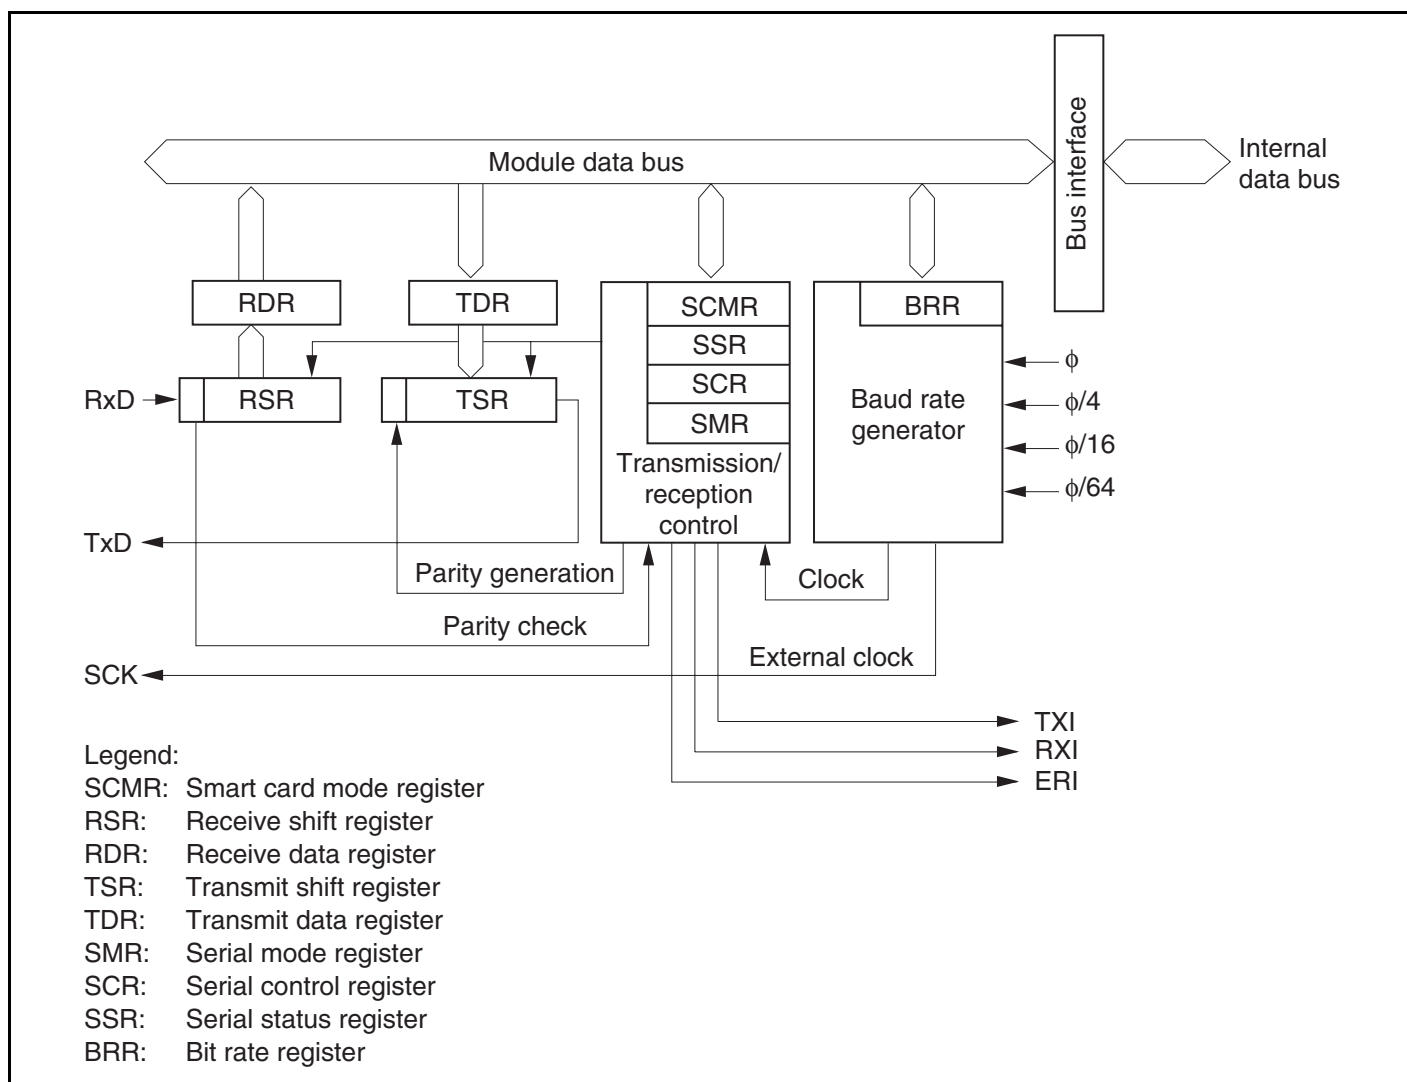 Module data bus
Bus interface
Internal
data bus
RDR
TDR
SCMR
SSR
SCR
SMR
Transmission/
reception
control
BRR
Baud rate
generator
φ
φ/4
φ/16
φ/64
RxD
RSR
TSR
TxD
Parity generation
Clock
Parity check
External clock
SCK
TXI
RXI
ERI
Legend:
SCMR: Smart card mode register
RSR: Receive shift register
RDR: Receive data register
TSR: Transmit shift register
TDR: Transmit data register
SMR: Serial mode register
SCR: Serial control register
SSR: Serial status register
BRR: Bit rate register